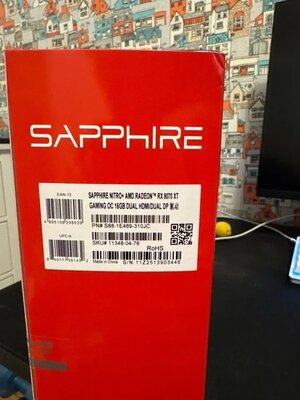 SAPPHIRE
EAN-13
SAPPHIRE NITRO+ AMD RADEON™ RX 9070 XT
GAMING OC 16GB DUAL HDMI/DUAL DP
PN# S88-1E489-310JC
UPC-A
SKU# 11348-04-76
RoHS
Made in China
S/N: